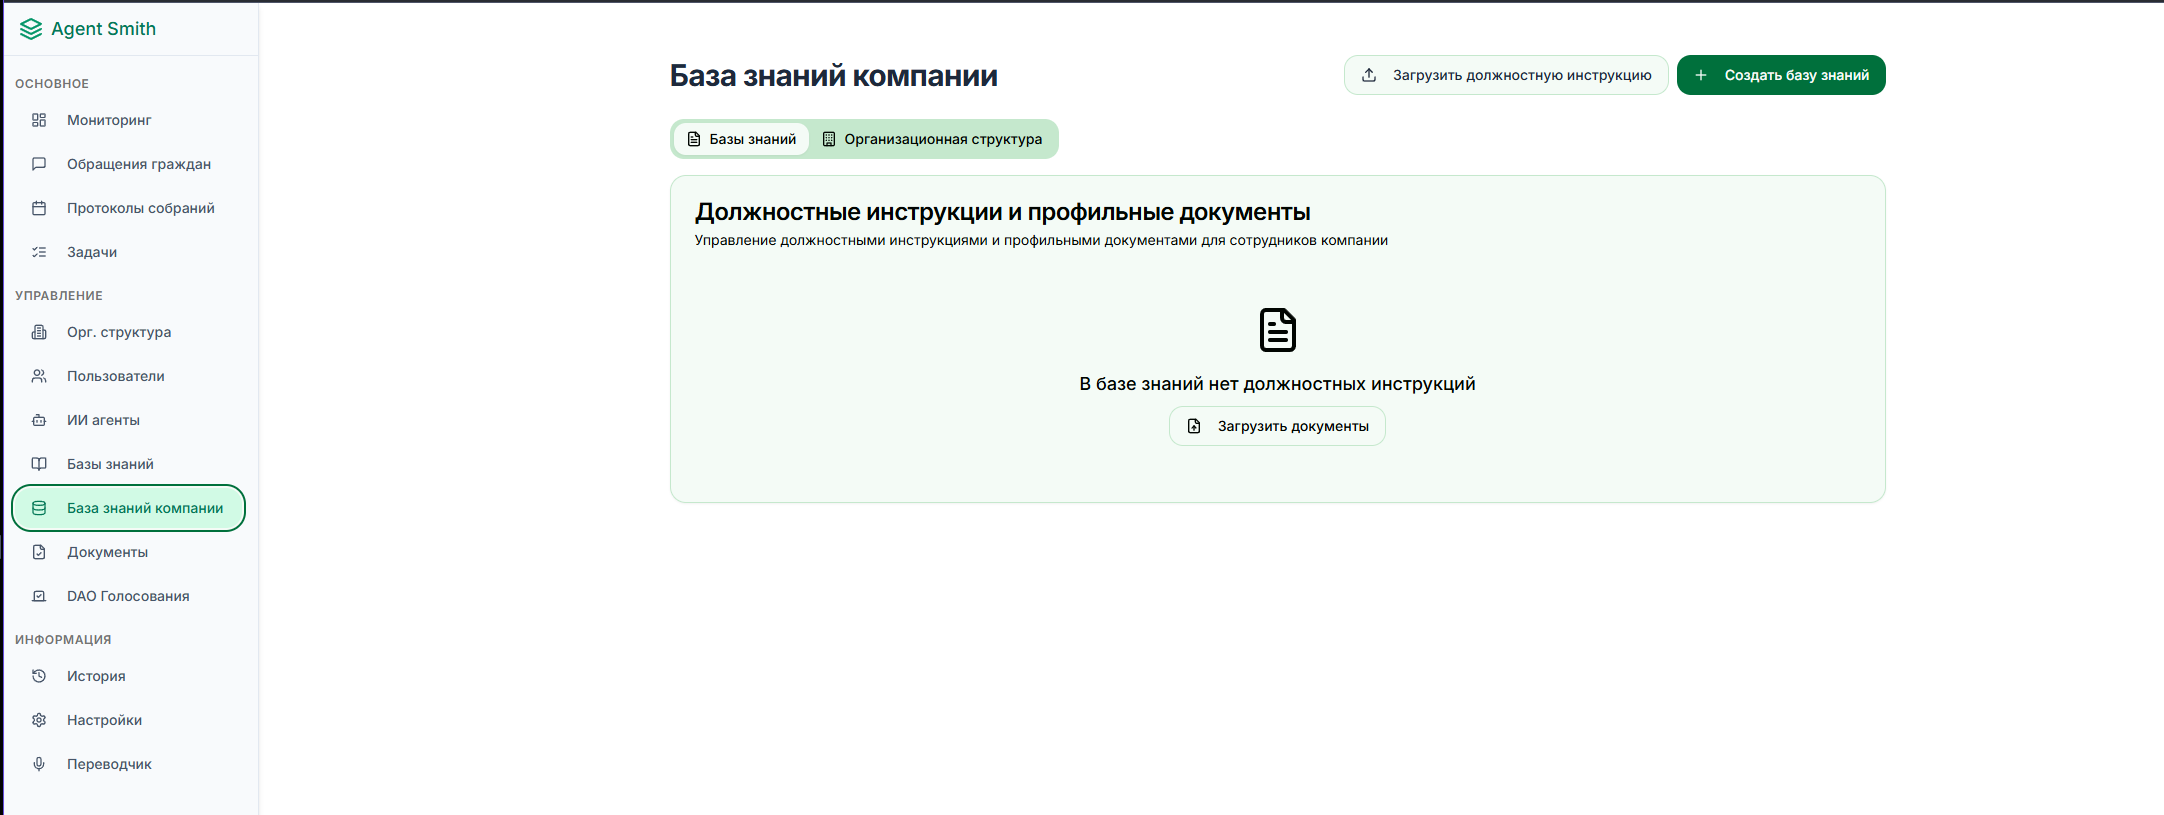 Agent Smith
ОСНОВНОЕ
Мониторинг
Обращения граждан
Протоколы собраний
Задачи
УПРАВЛЕНИЕ
Орг. структура
Пользователи
ИИ агенты
Базы знаний
База знаний компании
Документы
DAO Голосования
ИНФОРМАЦИЯ
История
Настройки
Переводчик
База знаний компании
Загрузить должностную инструкцию
Создать базу знаний
Базы знаний
Организационная структура
Должностные инструкции и профильные документы
Управление должностными инструкциями и профильными документами для сотрудников компании
В базе знаний нет должностных инструкций
Загрузить документы